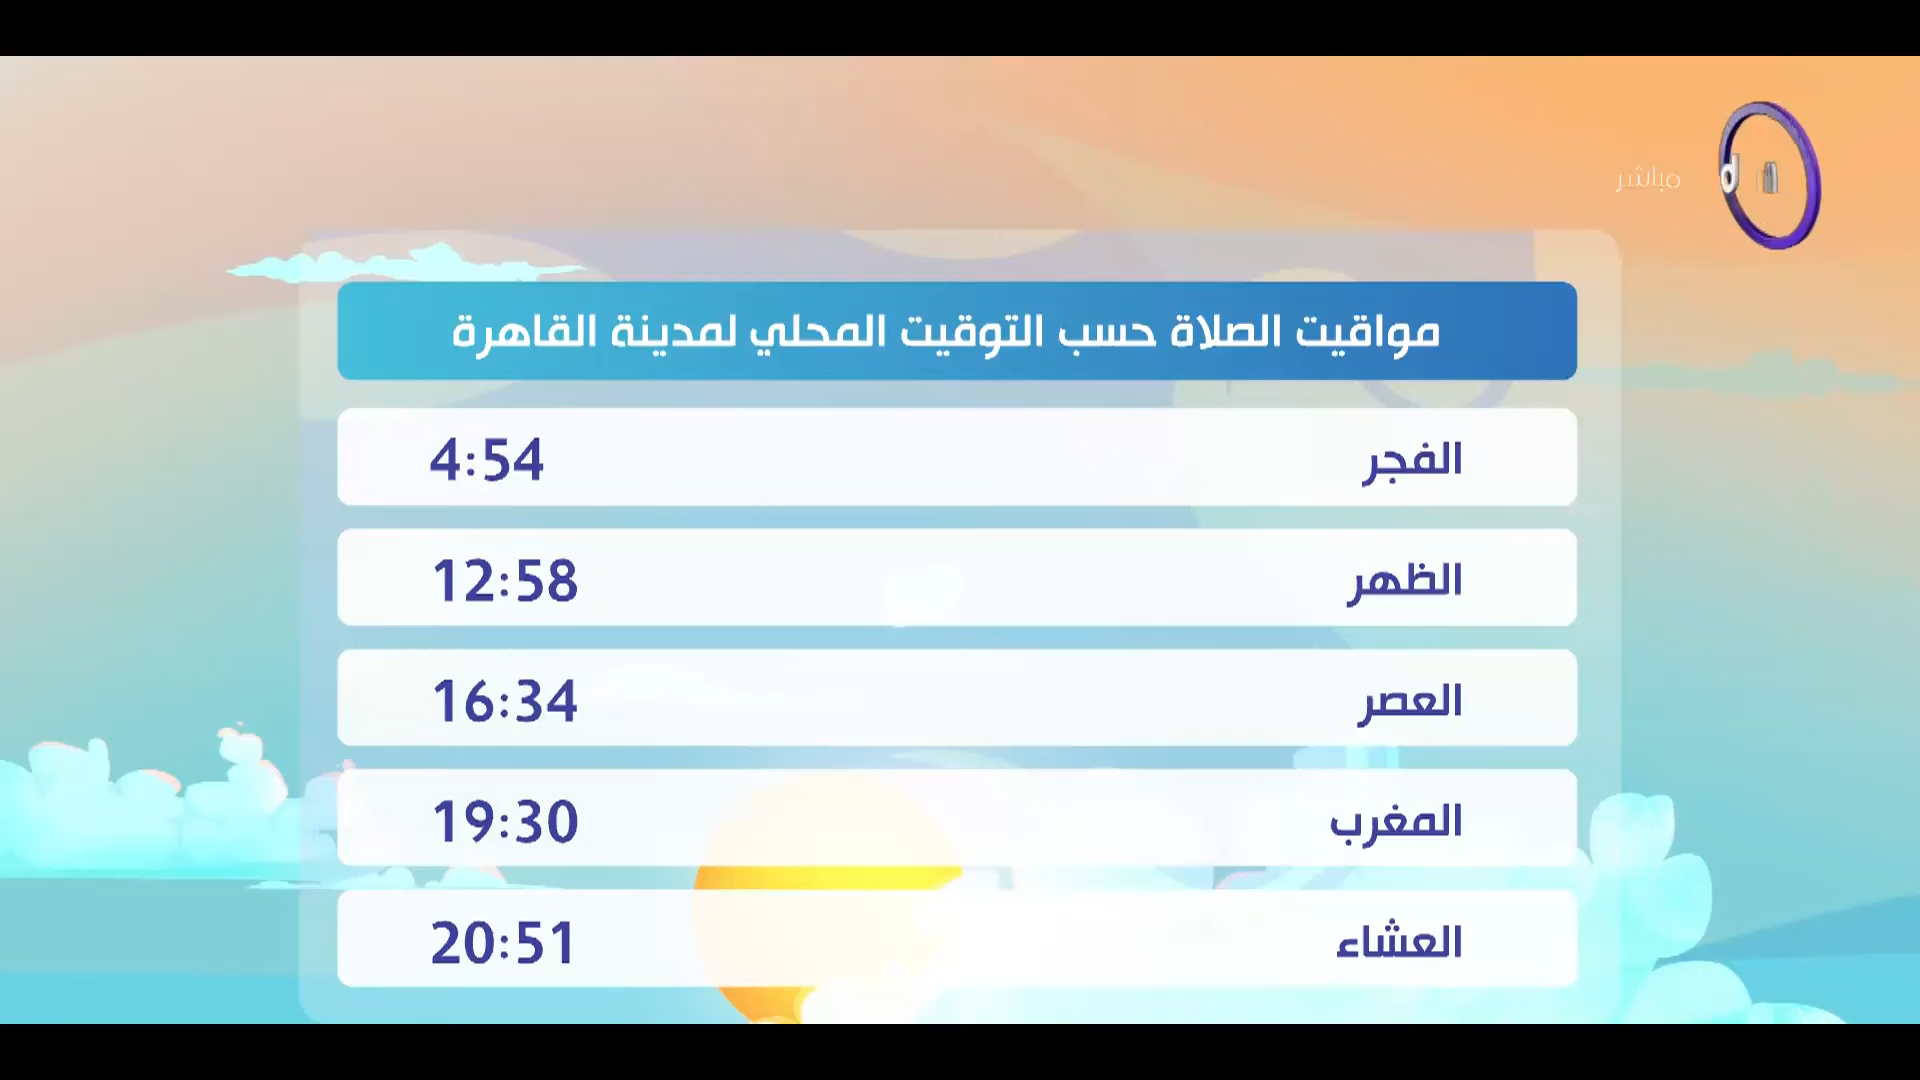 مباشر
d n
مواقيت الصلاة حسب التوقيت المحلي لمدينة القاهرة
الفجر 4:54
الظهر 12:58
العصر 16:34
المغرب 19:30
العشاء 20:51